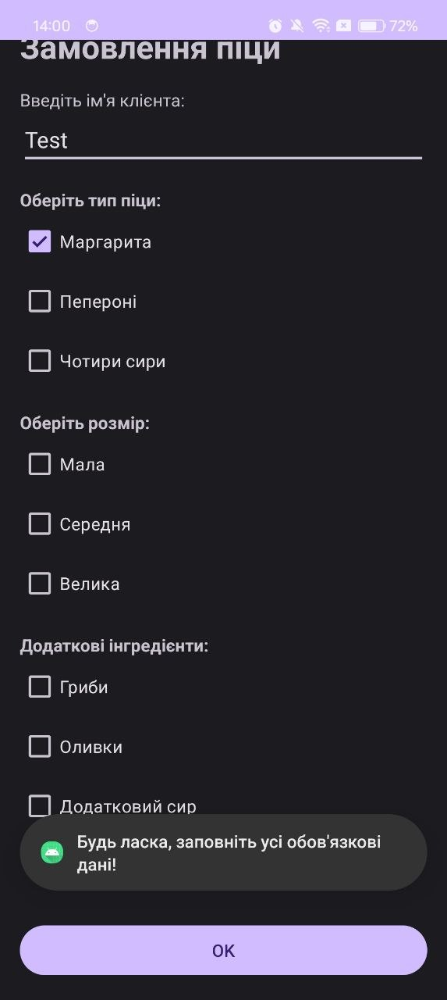 14:00
72%
Замовлення піци
Введіть ім'я клієнта:
Test
Оберіть тип піци:
Маргарита
Пепероні
Чотири сири
Оберіть розмір:
Мала
Середня
Велика
Додаткові інгредієнти:
Гриби
Оливки
Додатковий сир
Будь ласка, заповніть усі обов'язкові
дані!
OK